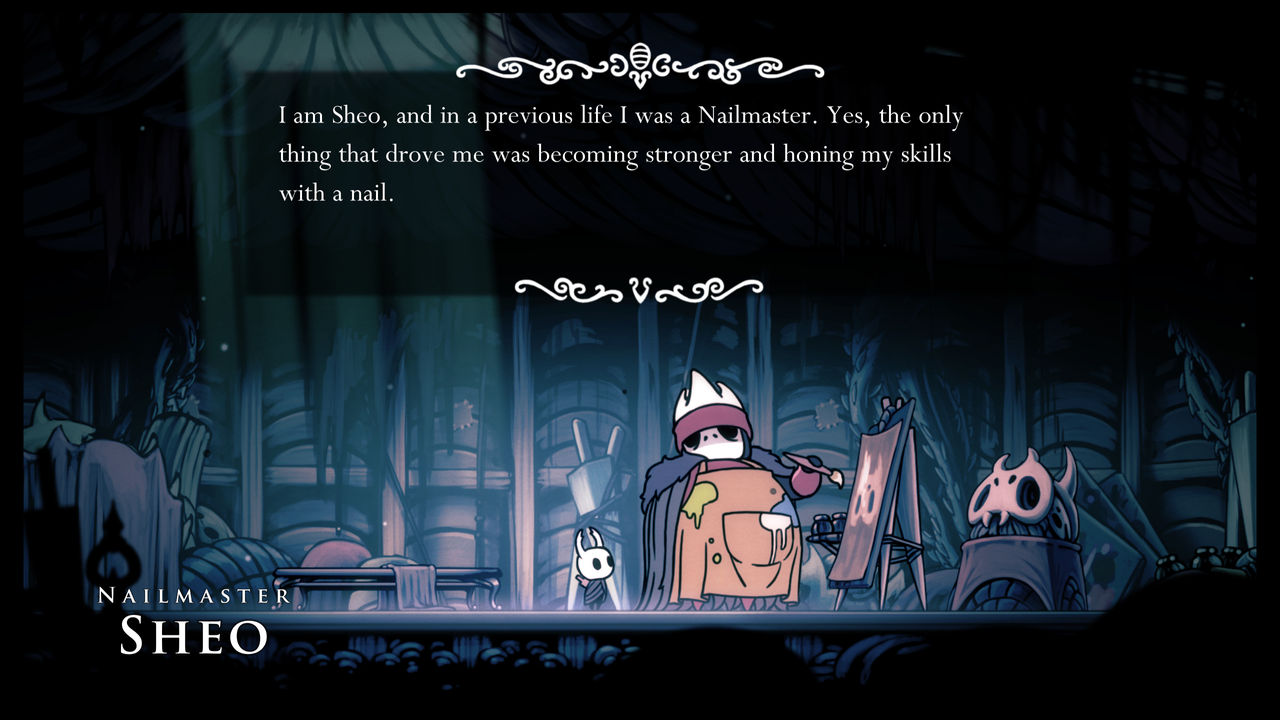 I am Sheo, and in a previous life I was a Nailmaster. Yes, the only
thing that drove me was becoming stronger and honing my skills
with a nail.
NAILMASTER
SHEO